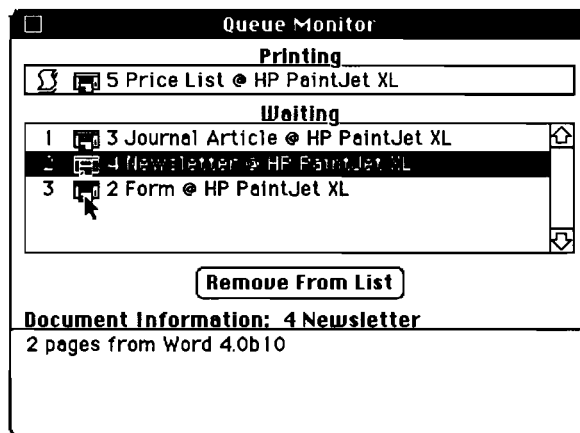 Queue Monitor
Printing
5 Price List @ HP PaintJet XL
Waiting
1 3 Journal Article @ HP PaintJet XL
2 4 Newsletter @ HP PaintJet XL
3 2 Form @ HP PaintJet XL
Remove From List
Document Information: 4 Newsletter
2 pages from Word 4.0b10